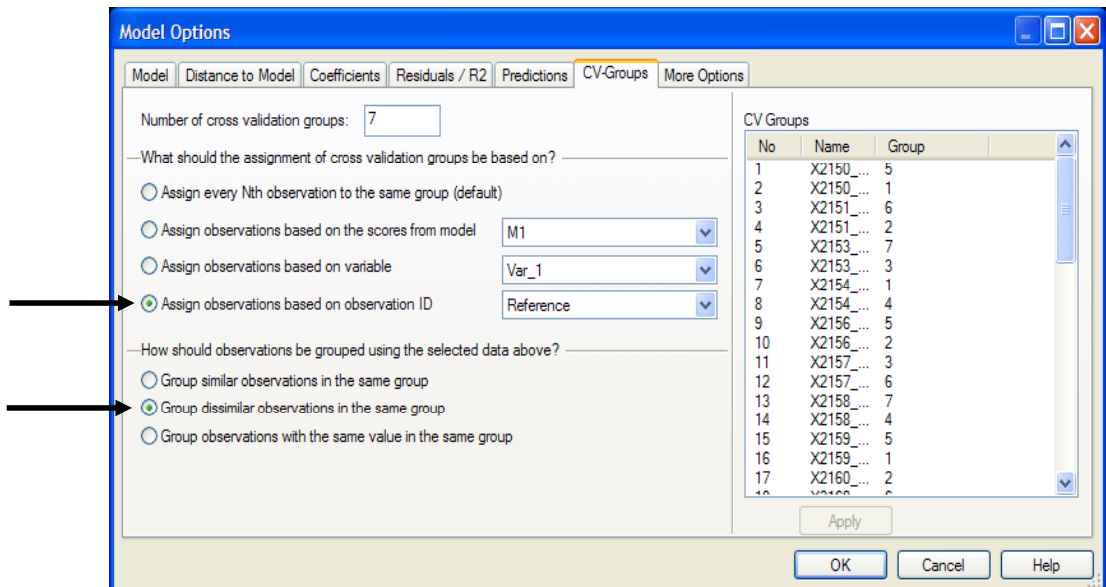 Model Options
Model Distance to Model Coefficients Residuals / R2 Predictions CV-Groups More Options
Number of cross validation groups: 7
What should the assignment of cross validation groups be based on?
Assign every Nth observation to the same group (default)
Assign observations based on the scores from model M1
Assign observations based on variable Var_1
Assign observations based on observation ID Reference
How should observations be grouped using the selected data above?
Group similar observations in the same group
Group dissimilar observations in the same group
Group observations with the same value in the same group
CV Groups
No Name Group
1 X2150_... 5
2 X2150_... 1
3 X2151_... 6
4 X2151_... 2
5 X2153_... 7
6 X2153_... 3
7 X2154_... 1
8 X2154_... 4
9 X2156_... 5
10 X2156_... 2
11 X2157_... 3
12 X2157_... 6
13 X2158_... 7
14 X2158_... 4
15 X2159_... 5
16 X2159_... 1
17 X2160_... 2
Apply
OK Cancel Help